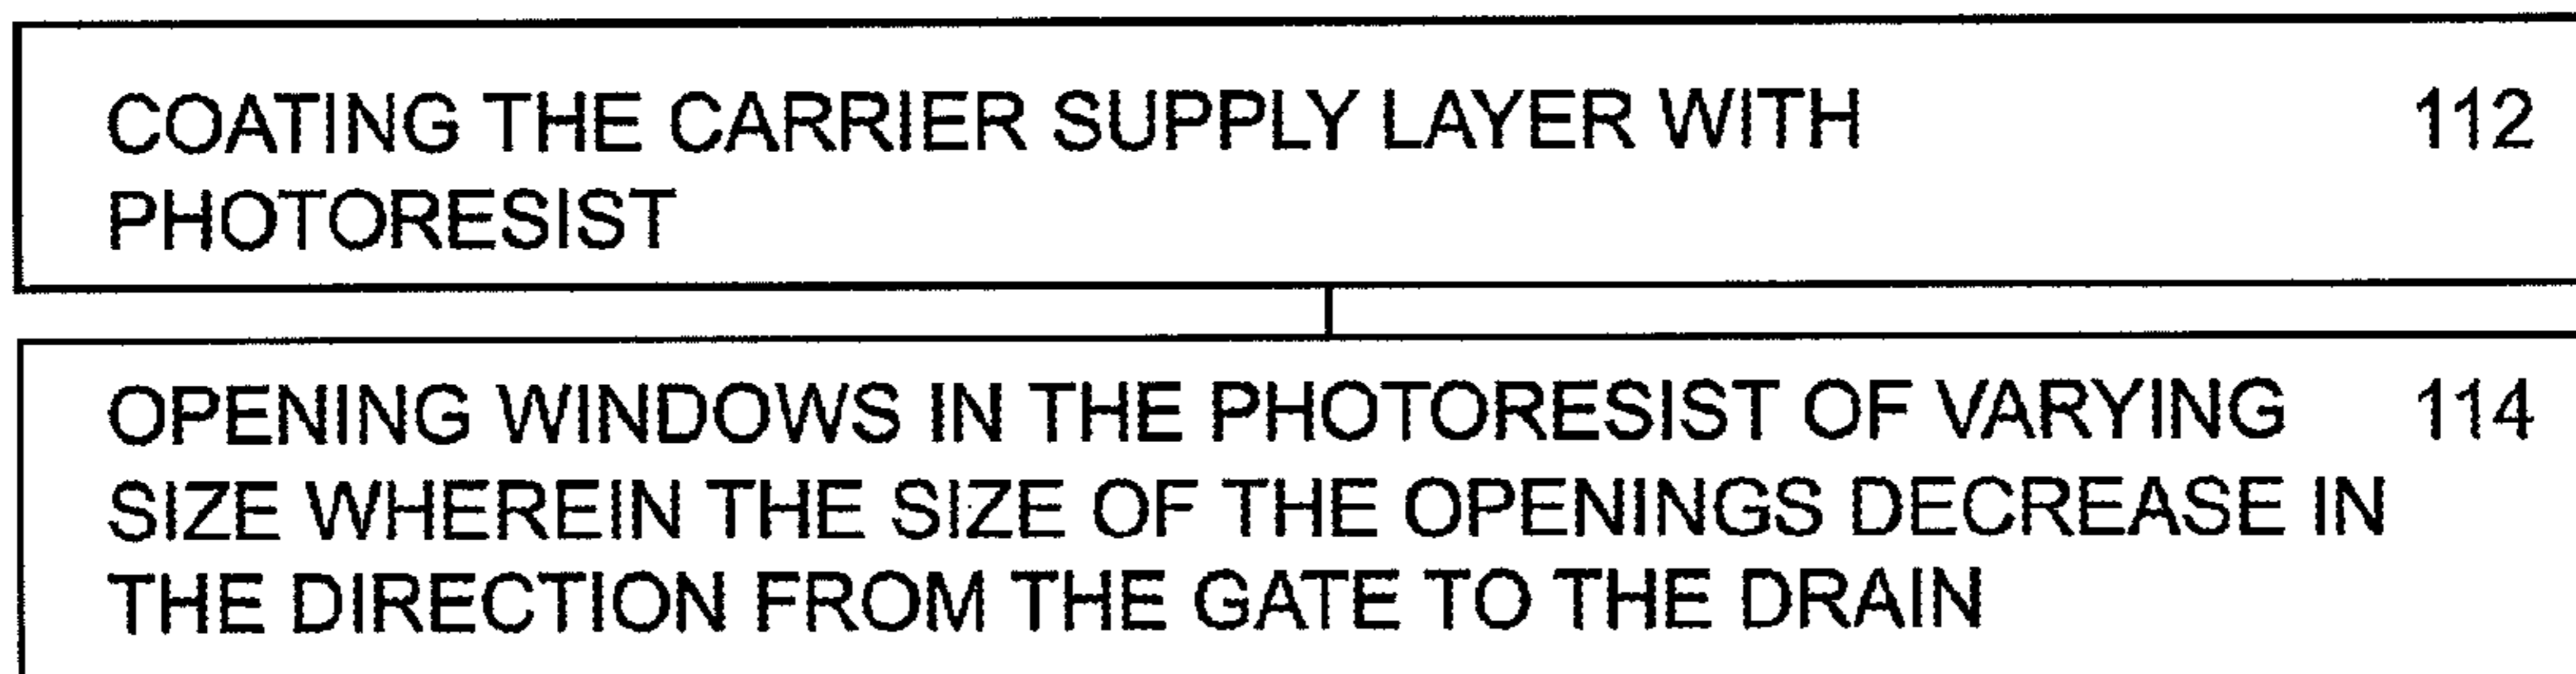 COATING THE CARRIER SUPPLY LAYER WITH 112
PHOTORESIST
OPENING WINDOWS IN THE PHOTORESIST OF VARYING 114
SIZE WHEREIN THE SIZE OF THE OPENINGS DECREASE IN
THE DIRECTION FROM THE GATE TO THE DRAIN